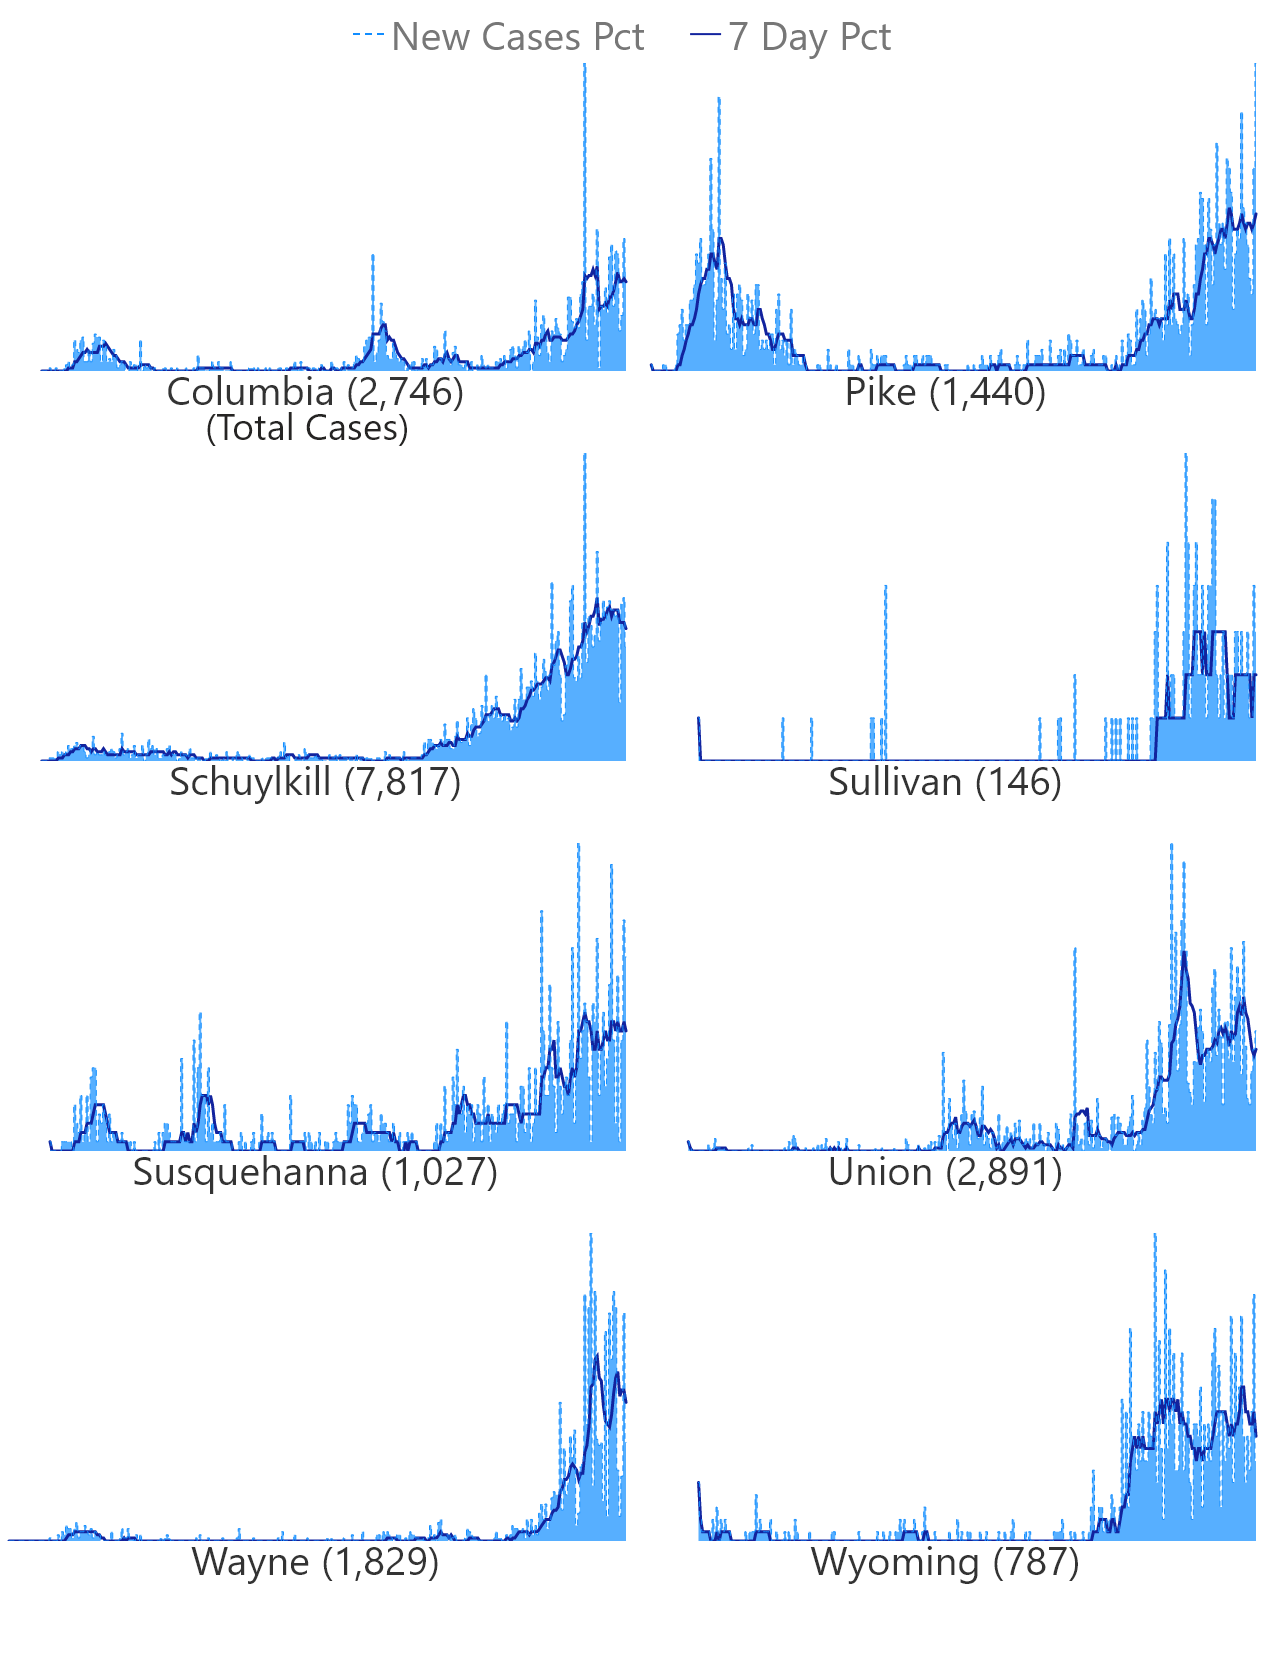 New Cases Pct 7 Day Pct
Columbia (2,746) Pike (1,440)
(Total Cases)
Schuylkill (7,817) Sullivan (146)
Susquehanna (1,027) Union (2,891)
Wayne (1,829) Wyoming (787)